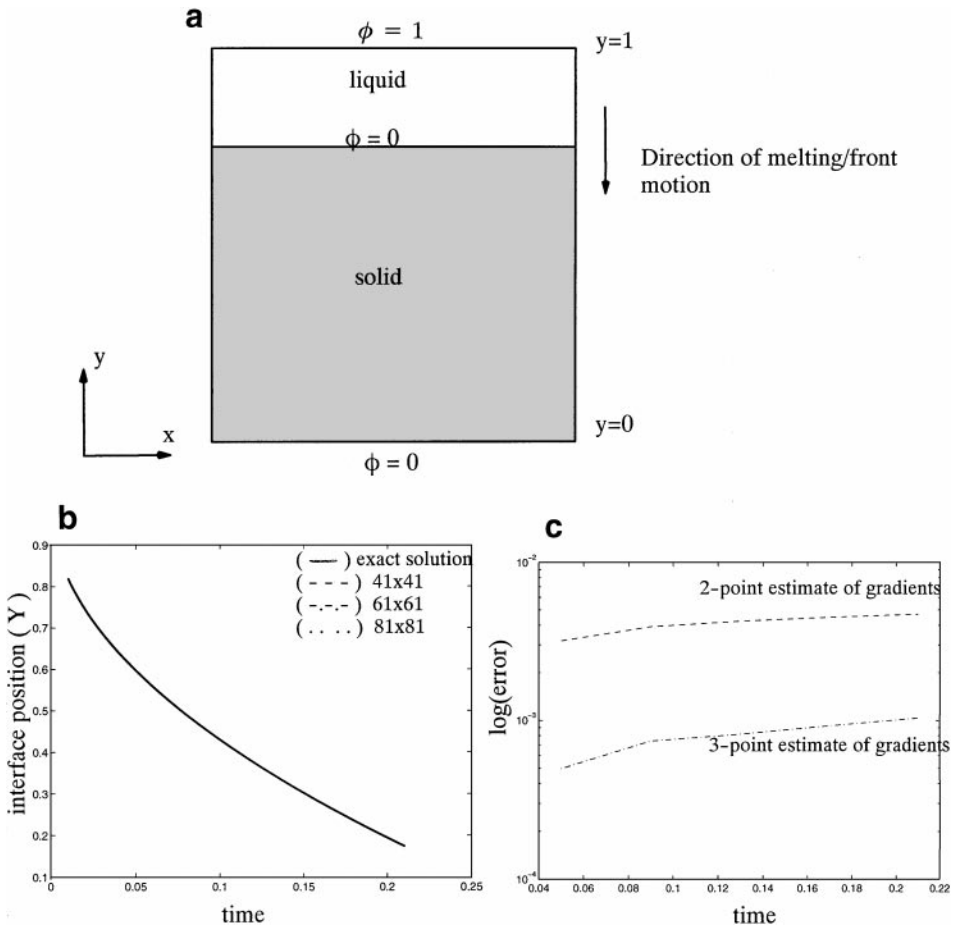 a
ϕ = 1
y=1
liquid
ϕ = 0
Direction of melting/front
motion
solid
y
x
y=0
ϕ = 0
b
interface position ( Y )
0.9
0.8
0.7
0.6
0.5
0.4
0.3
0.2
0.1
0
0.05
0.1
0.15
0.2
0.25
time
( — ) exact solution
( - - - - ) 41x41
( -.-.- ) 61x61
( . . . . ) 81x81
c
log(error)
10⁻²
10⁻³
10⁻⁴
2-point estimate of gradients
3-point estimate of gradients
0.04
0.06
0.08
0.1
0.12
0.14
0.16
0.18
0.2
0.22
time